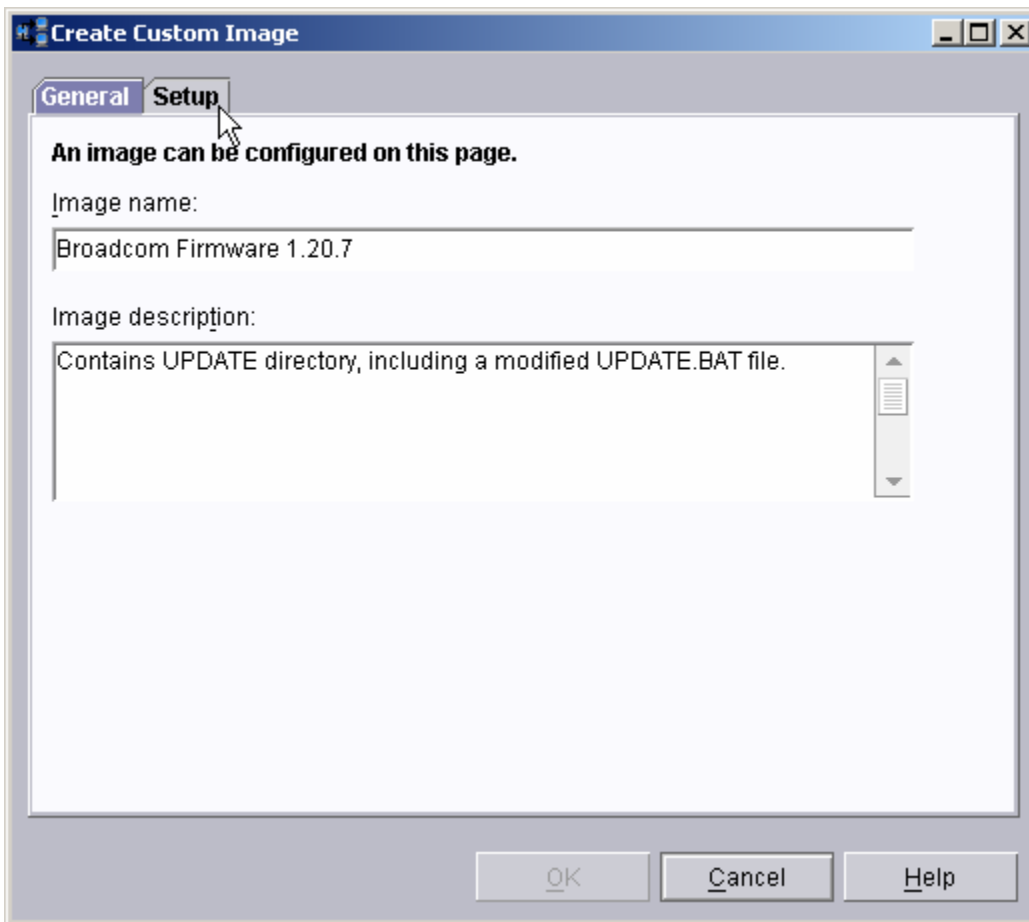 Create Custom Image
General Setup
An image can be configured on this page.
Image name:
Broadcom Firmware 1.20.7
Image description:
Contains UPDATE directory, including a modified UPDATE.BAT file.
OK Cancel Help